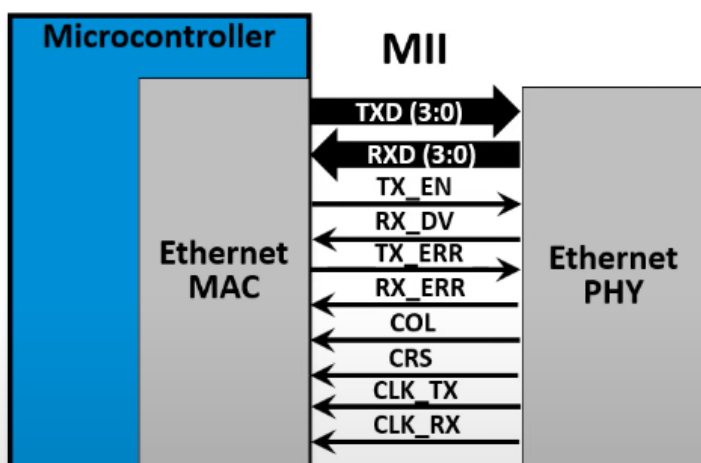 Microcontroller
MII
TXD (3:0)
RXD (3:0)
TX_EN
RX_DV
TX_ERR
RX_ERR
COL
CRS
CLK_TX
CLK_RX
Ethernet
MAC
Ethernet
PHY